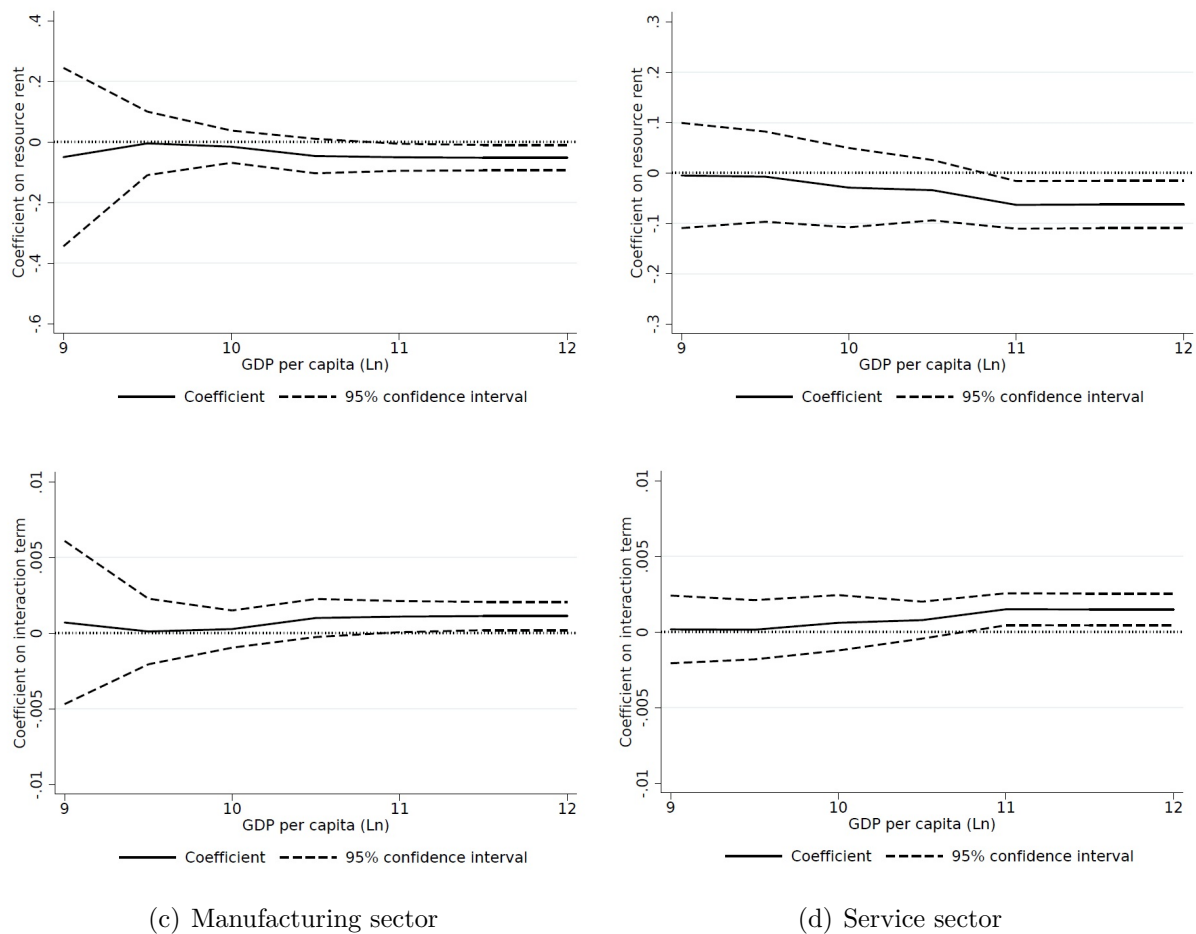 Coefficient on resource rent
.4
.2
0
-.2
-.4
-.6
9 10 11 12
GDP per capita (Ln)
Coefficient 95% confidence interval
Coefficient on resource rent
.3
.2
.1
0
-.1
-.2
-.3
9 10 11 12
GDP per capita (Ln)
Coefficient 95% confidence interval
Coefficient on interaction term
.01
.005
0
-.005
-.01
9 10 11 12
GDP per capita (Ln)
Coefficient 95% confidence interval
Coefficient on interaction term
.01
.005
0
-.005
-.01
9 10 11 12
GDP per capita (Ln)
Coefficient 95% confidence interval
(c) Manufacturing sector
(d) Service sector